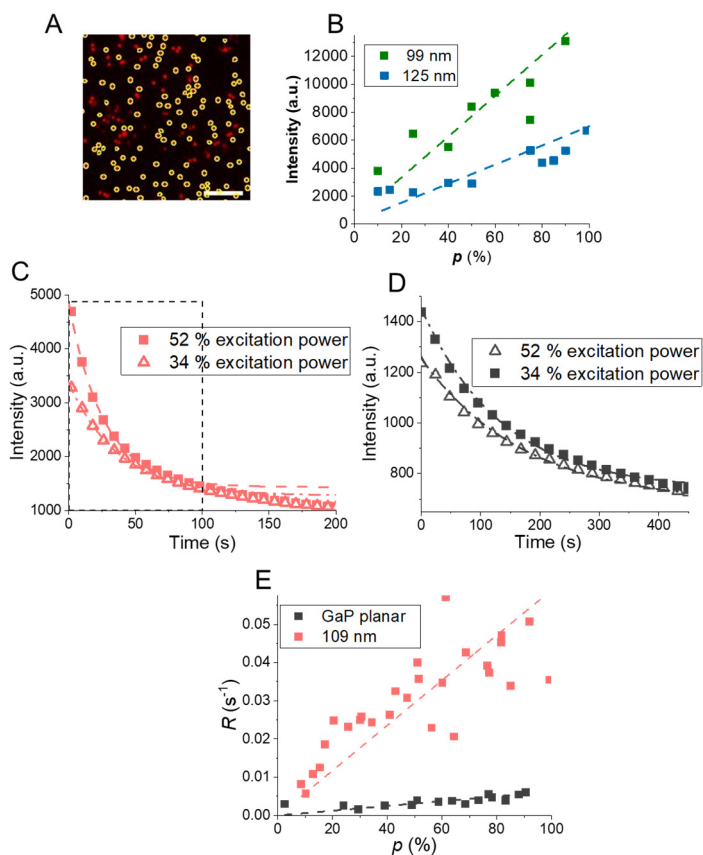 A
B
12000
10000
8000
6000
4000
2000
0
Intensity (a.u.)
99 nm
125 nm
0 20 40 60 80 100
p (%)
C
5000
4000
3000
2000
1000
Intensity (a.u.)
52 % excitation power
34 % excitation power
0 50 100 150 200
Time (s)
D
1400
1200
1000
800
Intensity (a.u.)
52 % excitation power
34 % excitation power
0 100 200 300 400
Time (s)
E
0.05
0.04
0.03
0.02
0.01
0.00
R (s⁻¹)
GaP planar
109 nm
0 20 40 60 80 100
p (%)